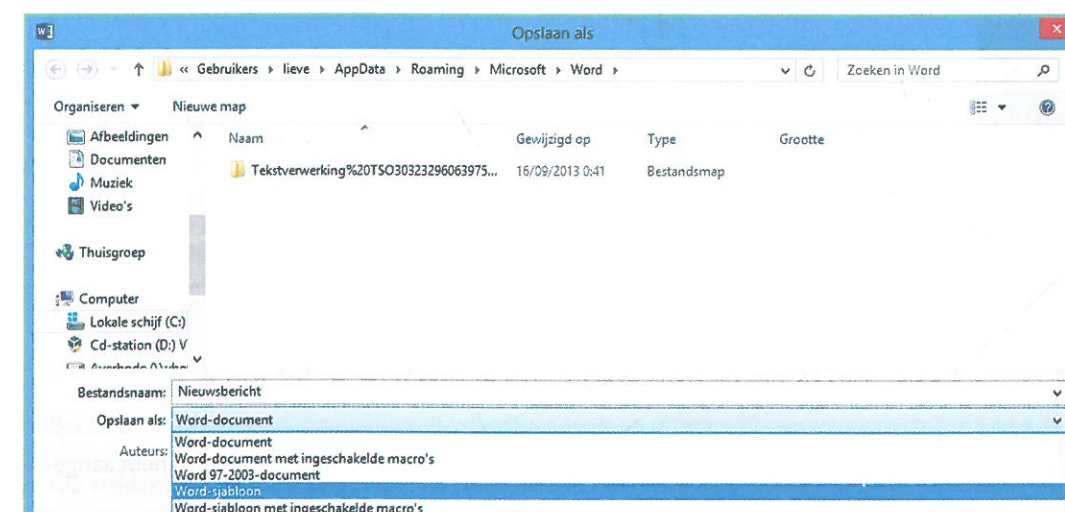 Opslaan als
« Gebruikers › lieve › AppData › Roaming › Microsoft › Word ›
Zoeken in Word
Organiseren
Nieuwe map
Afbeeldingen
Documenten
Muziek
Video's
Thuisgroep
Computer
Lokale schijf (C:)
Cd-station (D:) V
Naam Gewijzigd op Type Grootte
Tekstverwerking%20TSO30323296063975... 16/09/2013 0:41 Bestandsmap
Bestandsnaam: Nieuwsbericht
Opslaan als: Word-document
Auteurs:
Word-document
Word-document met ingeschakelde macro's
Word 97-2003-document
Word-sjabloon
Word-sjabloon met ingeschakelde macro's